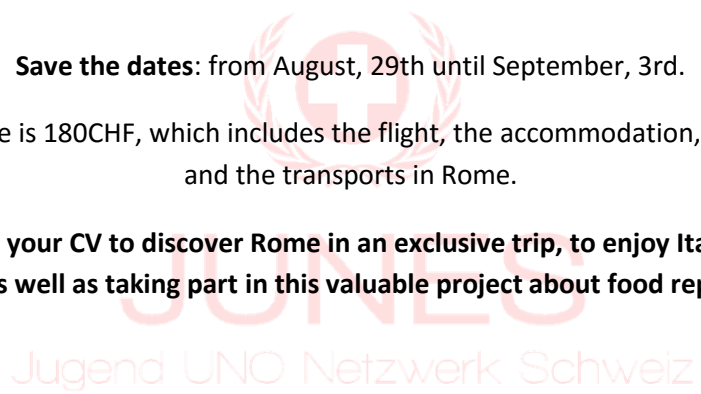 Save the dates: from August, 29th until September, 3rd.
e is 180CHF, which includes the flight, the accommodation,
and the transports in Rome.
your CV to discover Rome in an exclusive trip, to enjoy Ita
s well as taking part in this valuable project about food rep
JUNES
Jugend UNO Netzwerk Schweiz